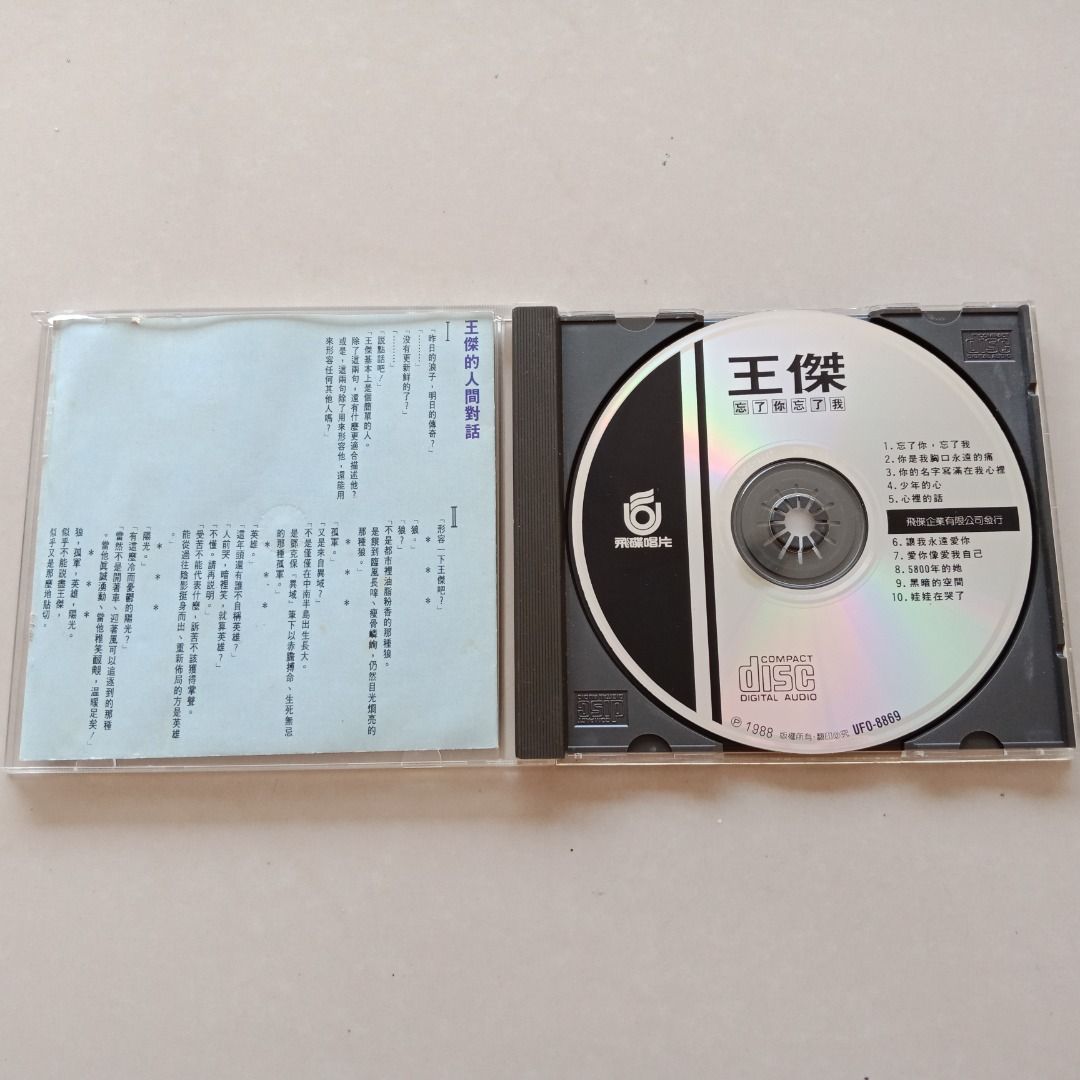 王傑的人間對話
I
「昨日的浪子，明日的傳奇？」
「………」
「沒有更新鮮的了？」
「………」
「說點話吧！」
「王傑基本上是個簡單的人。
除了這兩句，還有什麼更適合描述他？
或是，這兩句除了用來形容他，還能用
來形容任何其他人嗎？」
II
「形容一下王傑吧？」
「狼。」
「狼？」
「不是都市裡油脂粉香的那種狼。
是餓到臨風長嗥、瘦骨嶙峋，仍然目光烱亮的
那種狼。」
＊ ＊ ＊
「孤軍。」
「又是來自異域？」
「不是僅僅在中南半島出生長大。
是鄧克保「異域」筆下以赤膽搏命、生死無忌
的那種孤軍。」
＊ ＊ ＊
「英雄。」
「這年頭還有誰不自稱英雄？」
「人前哭，暗裡笑，就算英雄？」
「不懂。請再說明。」
「受苦不能代表什麼，訴苦不該獲得掌聲。
能從過往陰影挺身而出、重新佈局的方是英雄
。」
＊ ＊ ＊
「陽光。」
「有這麼冷而憂鬱的陽光？」
「當然不是開著車、迎著風可以追逐到的那種
。當他眞誠湧動、當他稚笑靦覥，溫暖足矣！」
＊ ＊ ＊
狼，孤軍，英雄，陽光。
似乎不能說盡王傑，
似乎又是那麼地貼切。
王傑
忘了你忘了我
1.忘了你，忘了我
2.你是我胸口永遠的痛
3.你的名字寫滿在我心裡
4.少年的心
5.心裡的話
飛碟企業有限公司發行
6.讓我永遠愛你
7.愛你像愛我自己
8.5800年的她
9.黑暗的空間
10.娃娃在哭了
飛碟唱片
COMPACT
disc
DIGITAL AUDIO
Ⓟ 1988 版權所有·翻印必究 UFO-8869